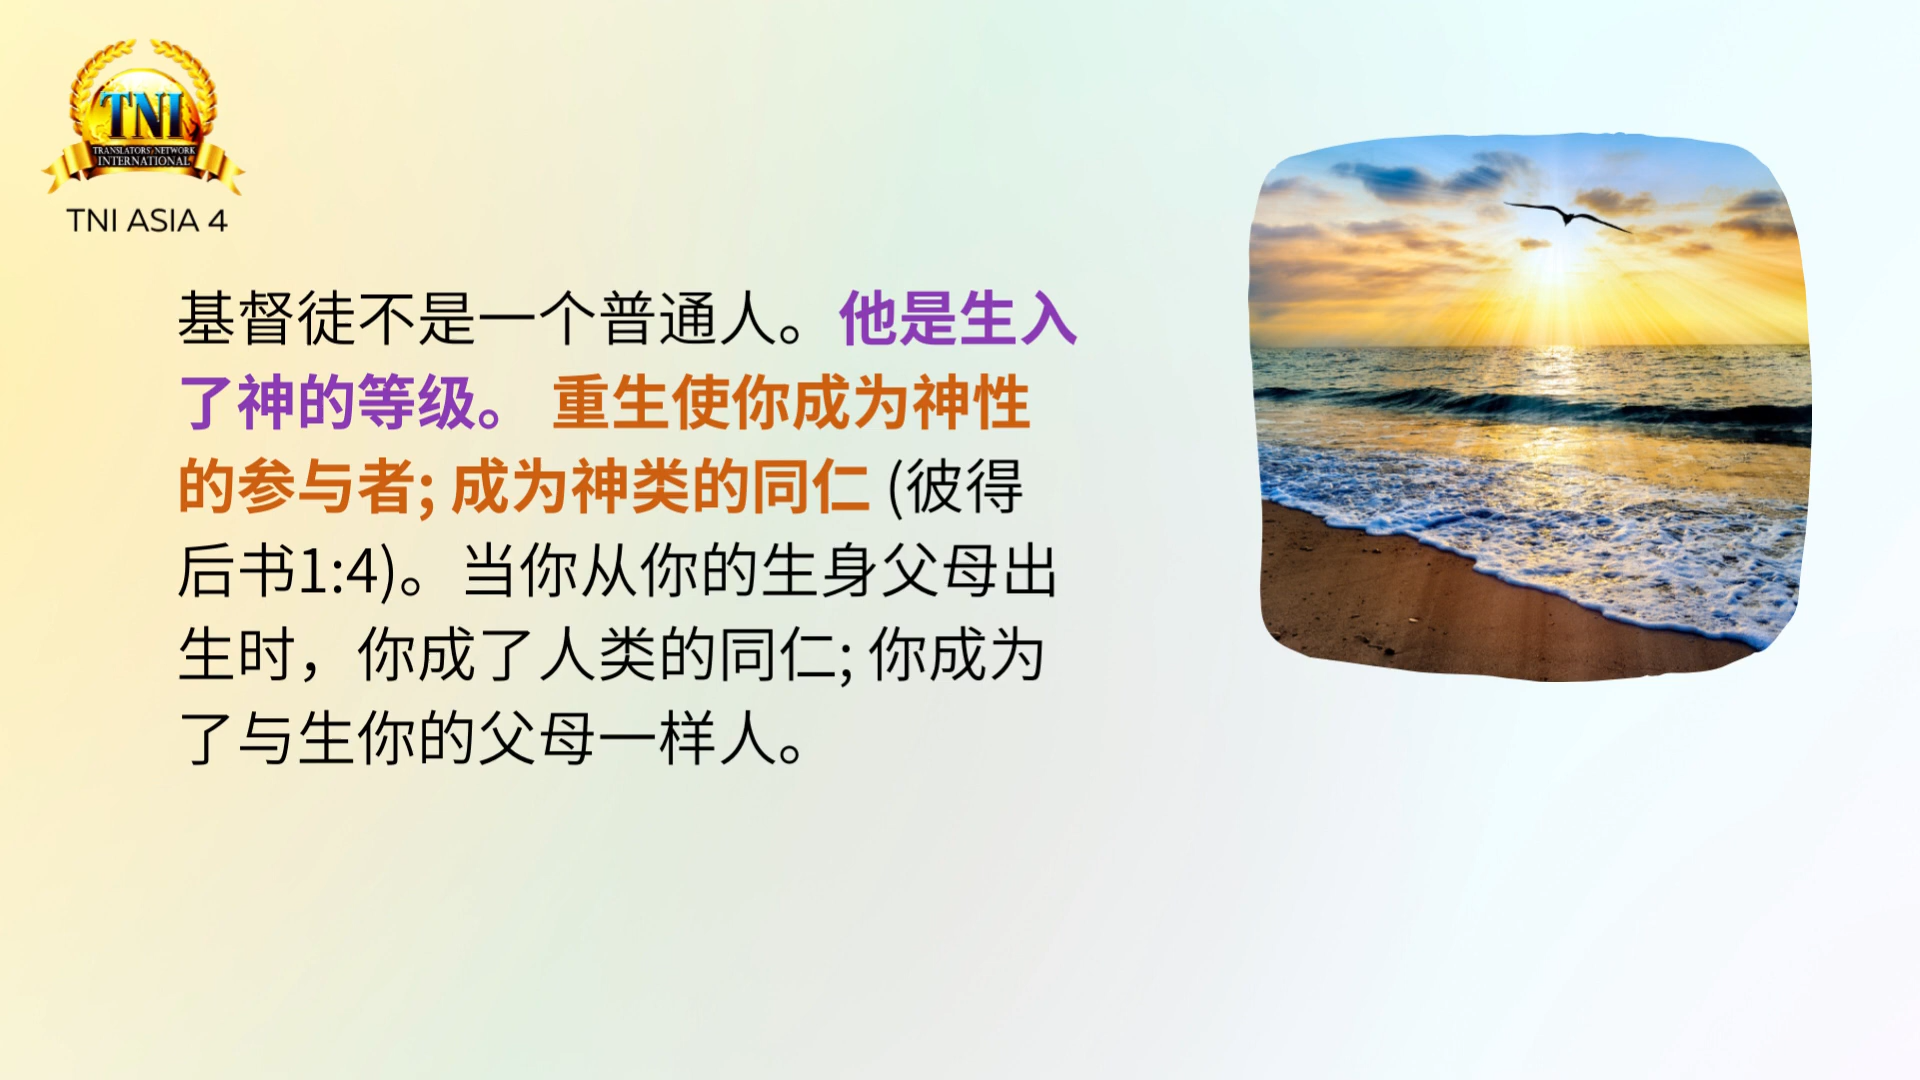 TNI
TRANSLATORS' NETWORK
INTERNATIONAL
TNI ASIA 4
基督徒不是一个普通人。他是生入
了神的等级。 重生使你成为神性
的参与者; 成为神类的同仁 (彼得
后书1:4)。当你从你的生身父母出
生时，你成了人类的同仁; 你成为
了与生你的父母一样人。